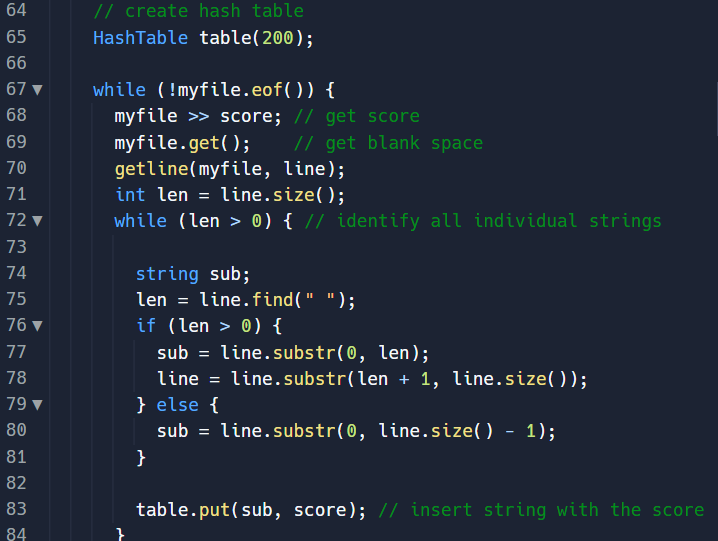 64 // create hash table
65 HashTable table(200);
66
67 while (!myfile.eof()) {
68 myfile >> score; // get score
69 myfile.get(); // get blank space
70 getline(myfile, line);
71 int len = line.size();
72 while (len > 0) { // identify all individual strings
73
74 string sub;
75 len = line.find(" ");
76 if (len > 0) {
77 sub = line.substr(0, len);
78 line = line.substr(len + 1, line.size());
79 } else {
80 sub = line.substr(0, line.size() - 1);
81 }
82
83 table.put(sub, score); // insert string with the score
84 }